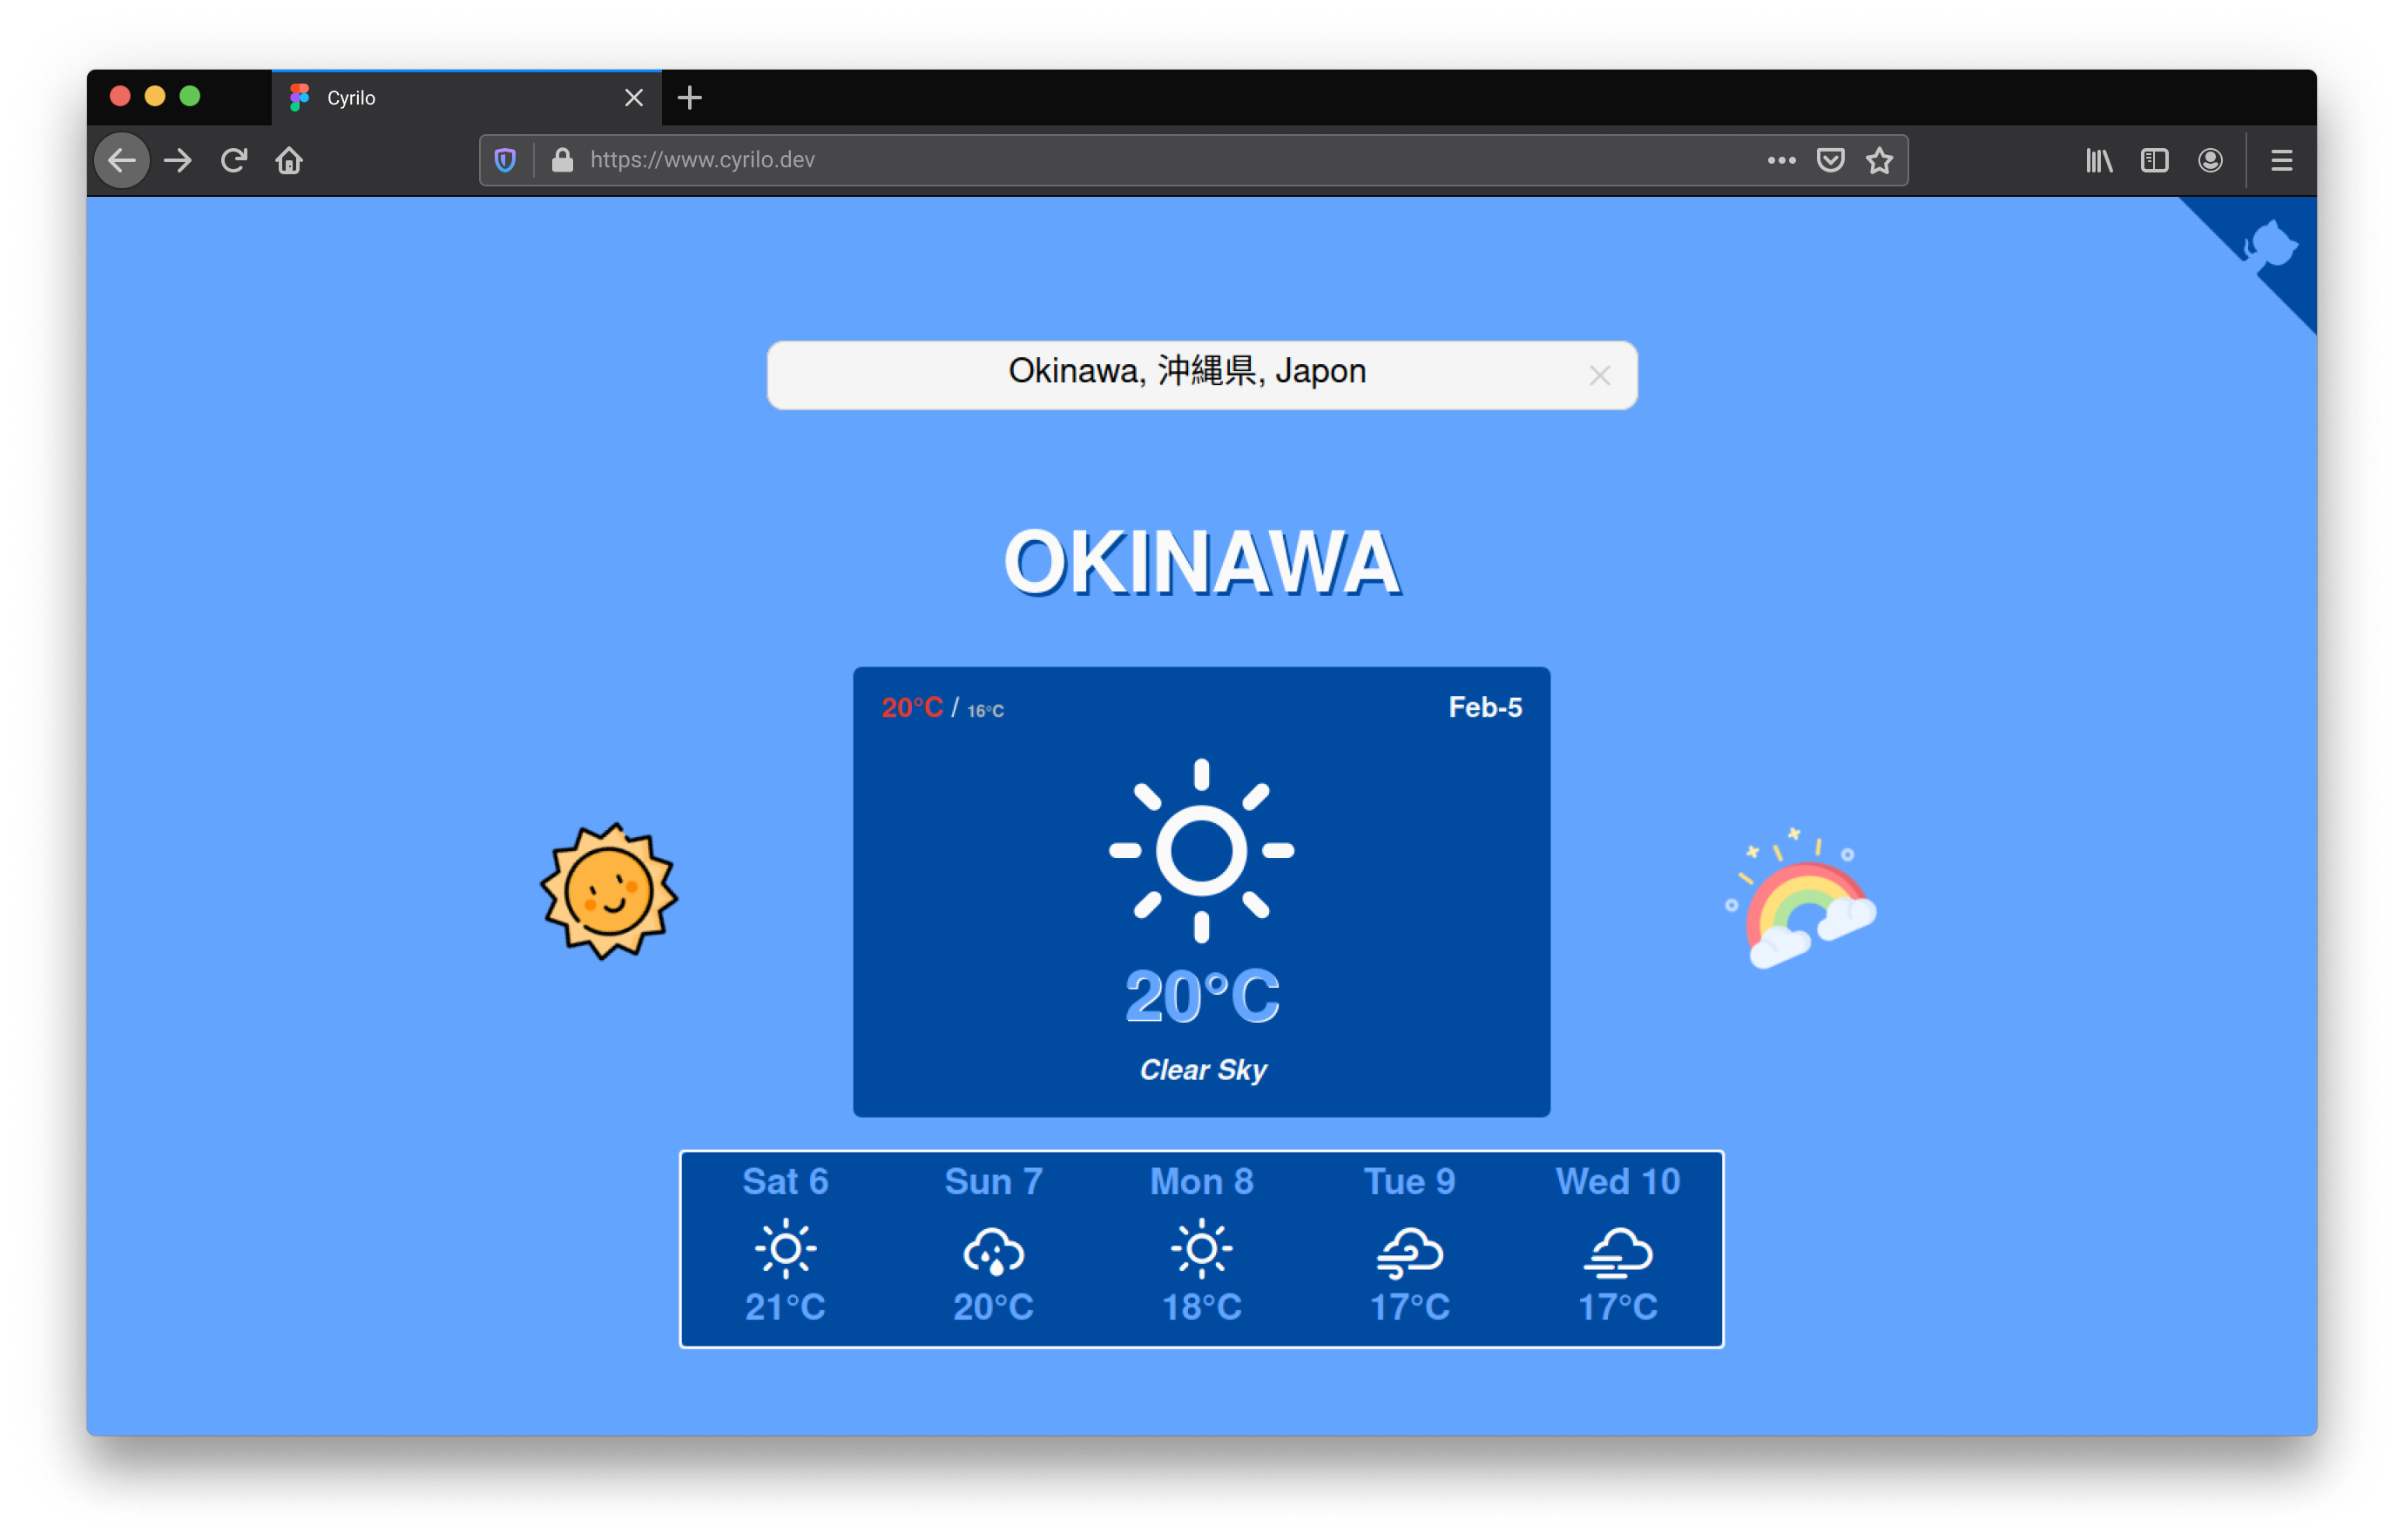 Cyrilo
https://www.cyrilo.dev
Okinawa, 沖縄県, Japon
OKINAWA
20°C / 16°C
Feb-5
20°C
Clear Sky
Sat 6 Sun 7 Mon 8 Tue 9 Wed 10
21°C 20°C 18°C 17°C 17°C